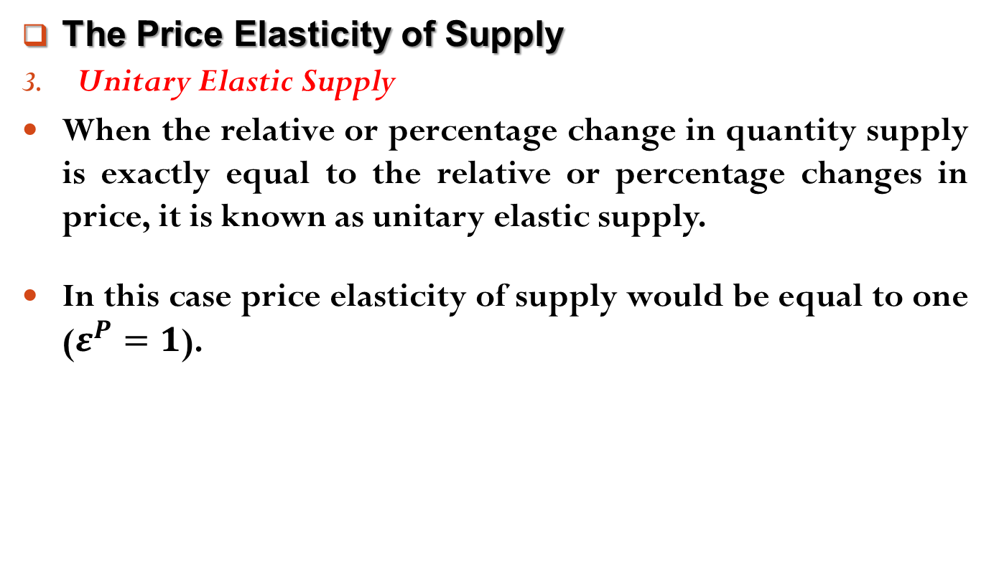 ❑ The Price Elasticity of Supply
3. Unitary Elastic Supply
• When the relative or percentage change in quantity supply
is exactly equal to the relative or percentage changes in
price, it is known as unitary elastic supply.
• In this case price elasticity of supply would be equal to one
(𝜺ᴾ = 𝟏).